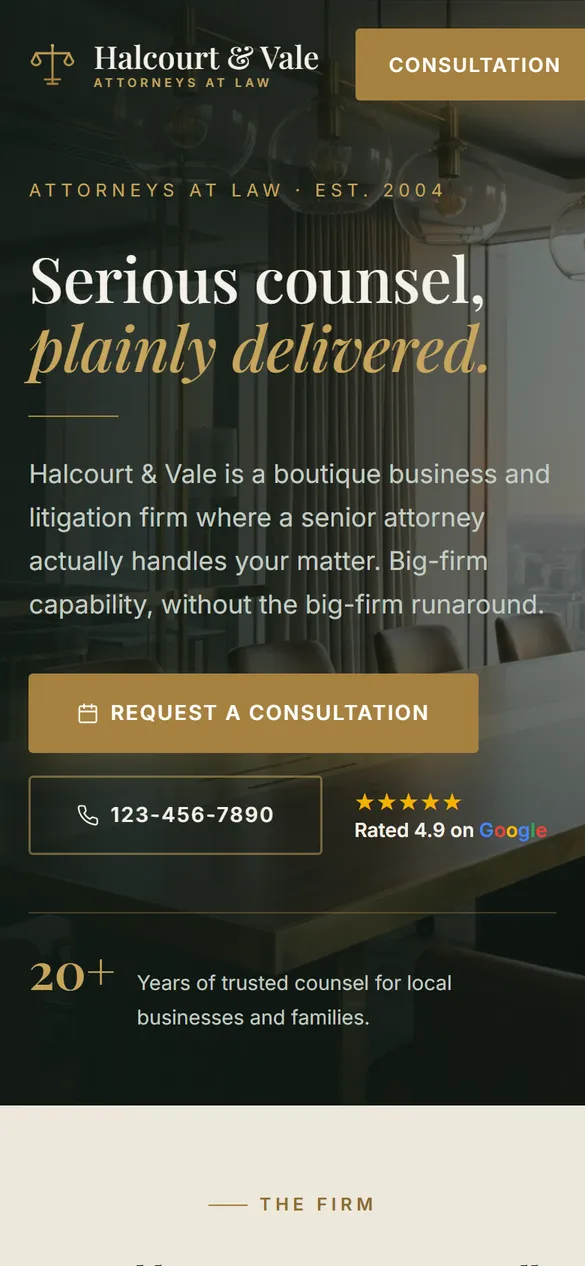 Halcourt & Vale
ATTORNEYS AT LAW
CONSULTATION
ATTORNEYS AT LAW · EST. 2004
Serious counsel,
plainly delivered.
Halcourt & Vale is a boutique business and
litigation firm where a senior attorney
actually handles your matter. Big-firm
capability, without the big-firm runaround.
REQUEST A CONSULTATION
123-456-7890
★★★★★
Rated 4.9 on Google
20+
Years of trusted counsel for local
businesses and families.
THE FIRM